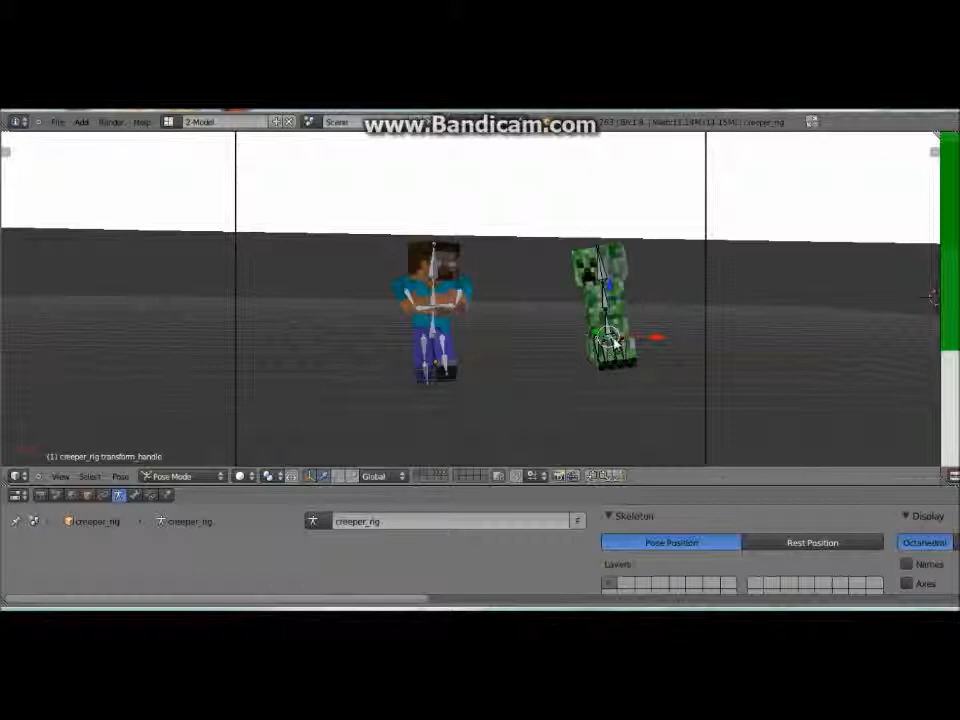 www.Bandicam.com
File Add Render Help 2-Model Scene creeper_rig
(1) creeper_rig transform_handle
View Select Pose Pose Mode Global
creeper_rig creeper_rig creeper_rig F
Skeleton Display
Pose Position Rest Position Octahedral
Layers: Names
Axes